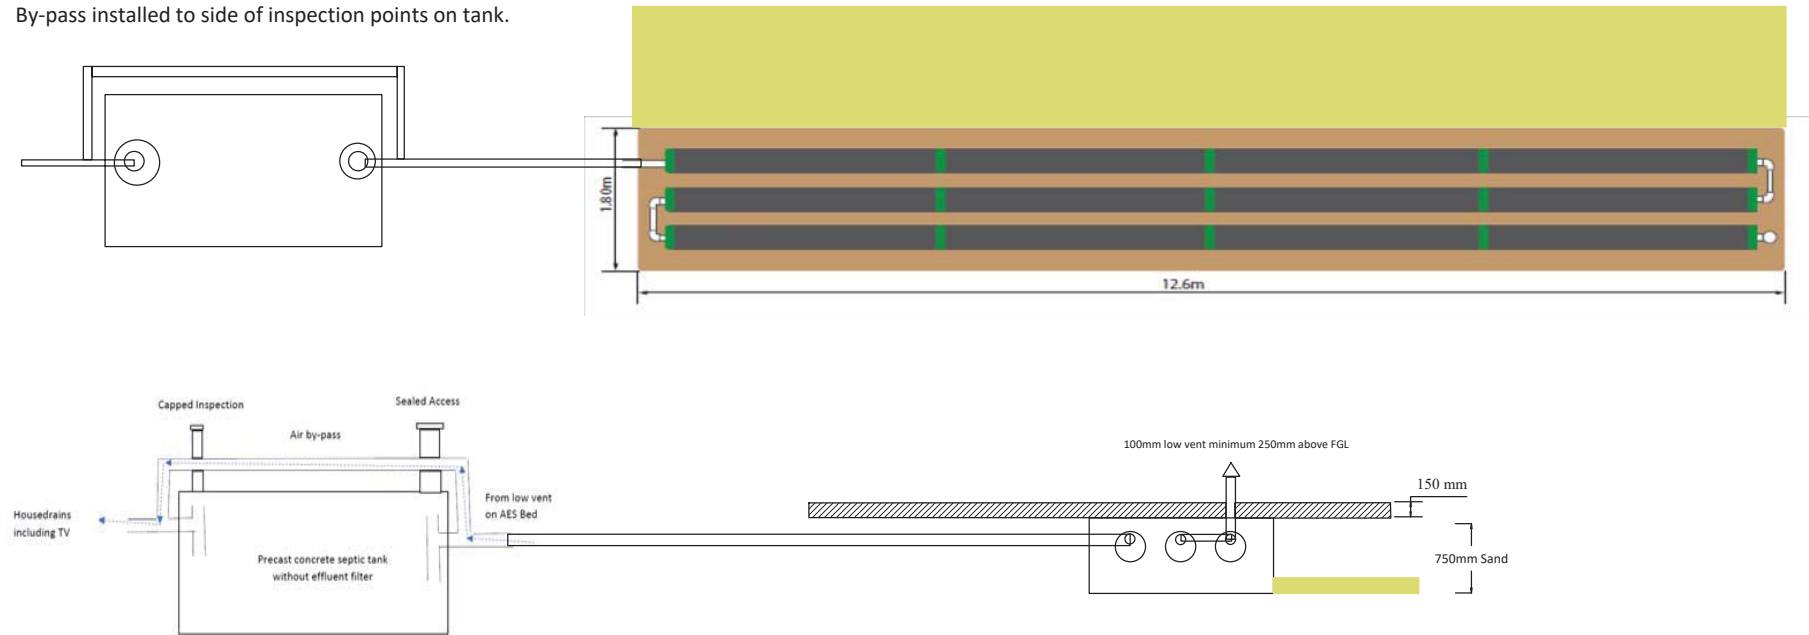 By-pass installed to side of inspection points on tank.
1.80m
12.6m
Capped Inspection
Sealed Access
Air by-pass
100mm low vent minimum 250mm above FGL
150 mm
From low vent
on AES Bed
Housedrains
including TV
Precast concrete septic tank
without effluent filter
750mm Sand